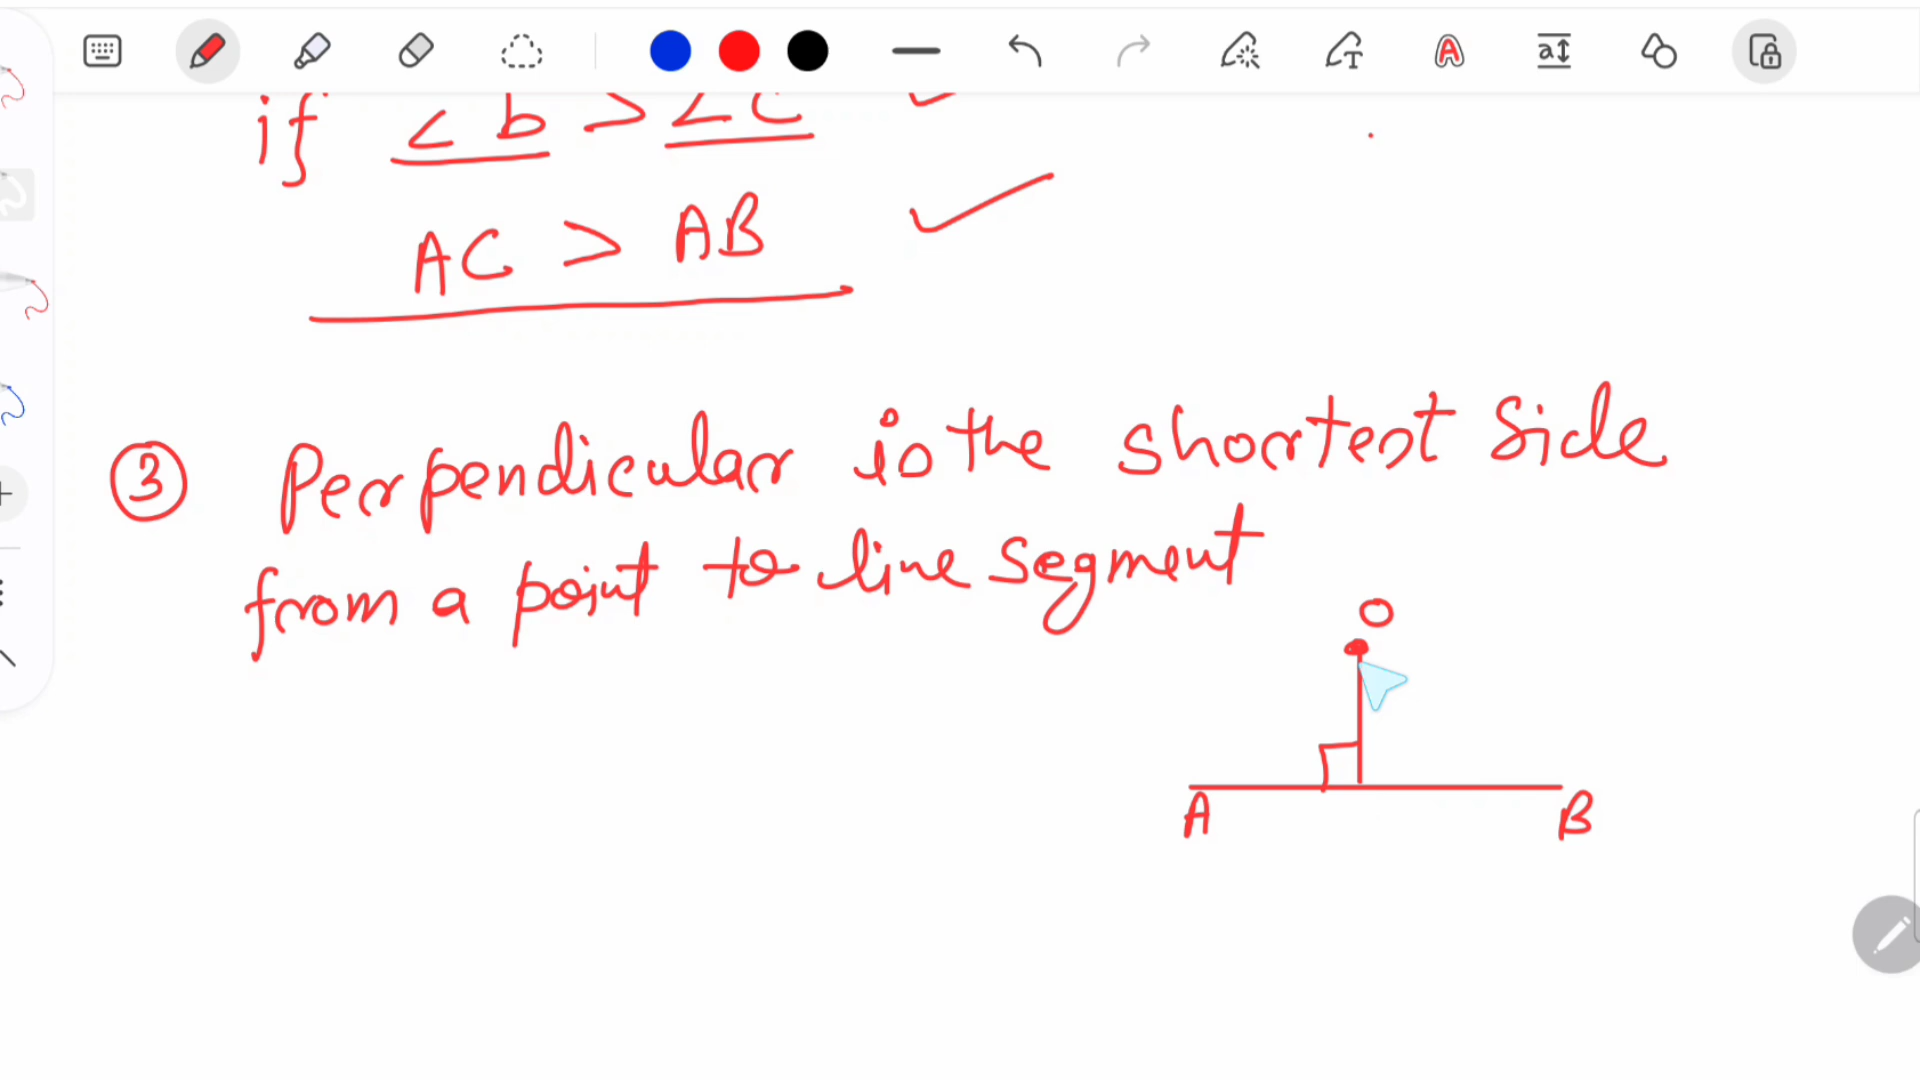 if <b > <C
AC > AB
③ Perpendicular is the shortest side
from a point to line segment
O
A B